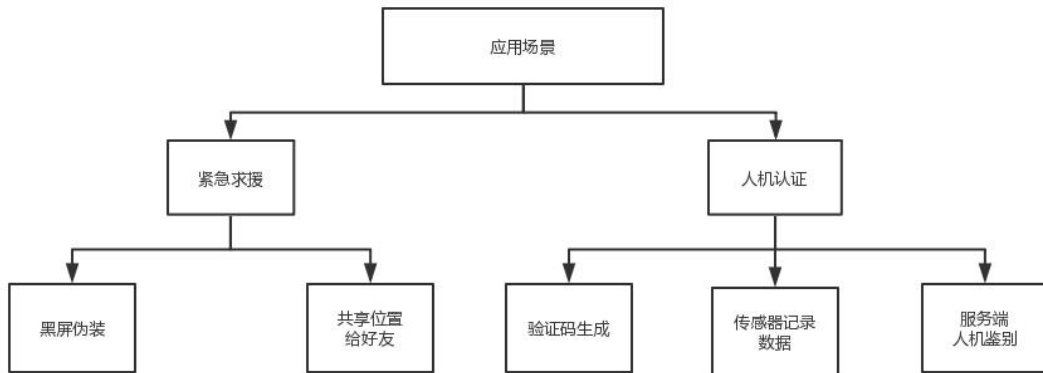 应用场景
紧急求援
人机认证
黑屏伪装
共享位置
给好友
验证码生成
传感器记录
数据
服务端
人机鉴别